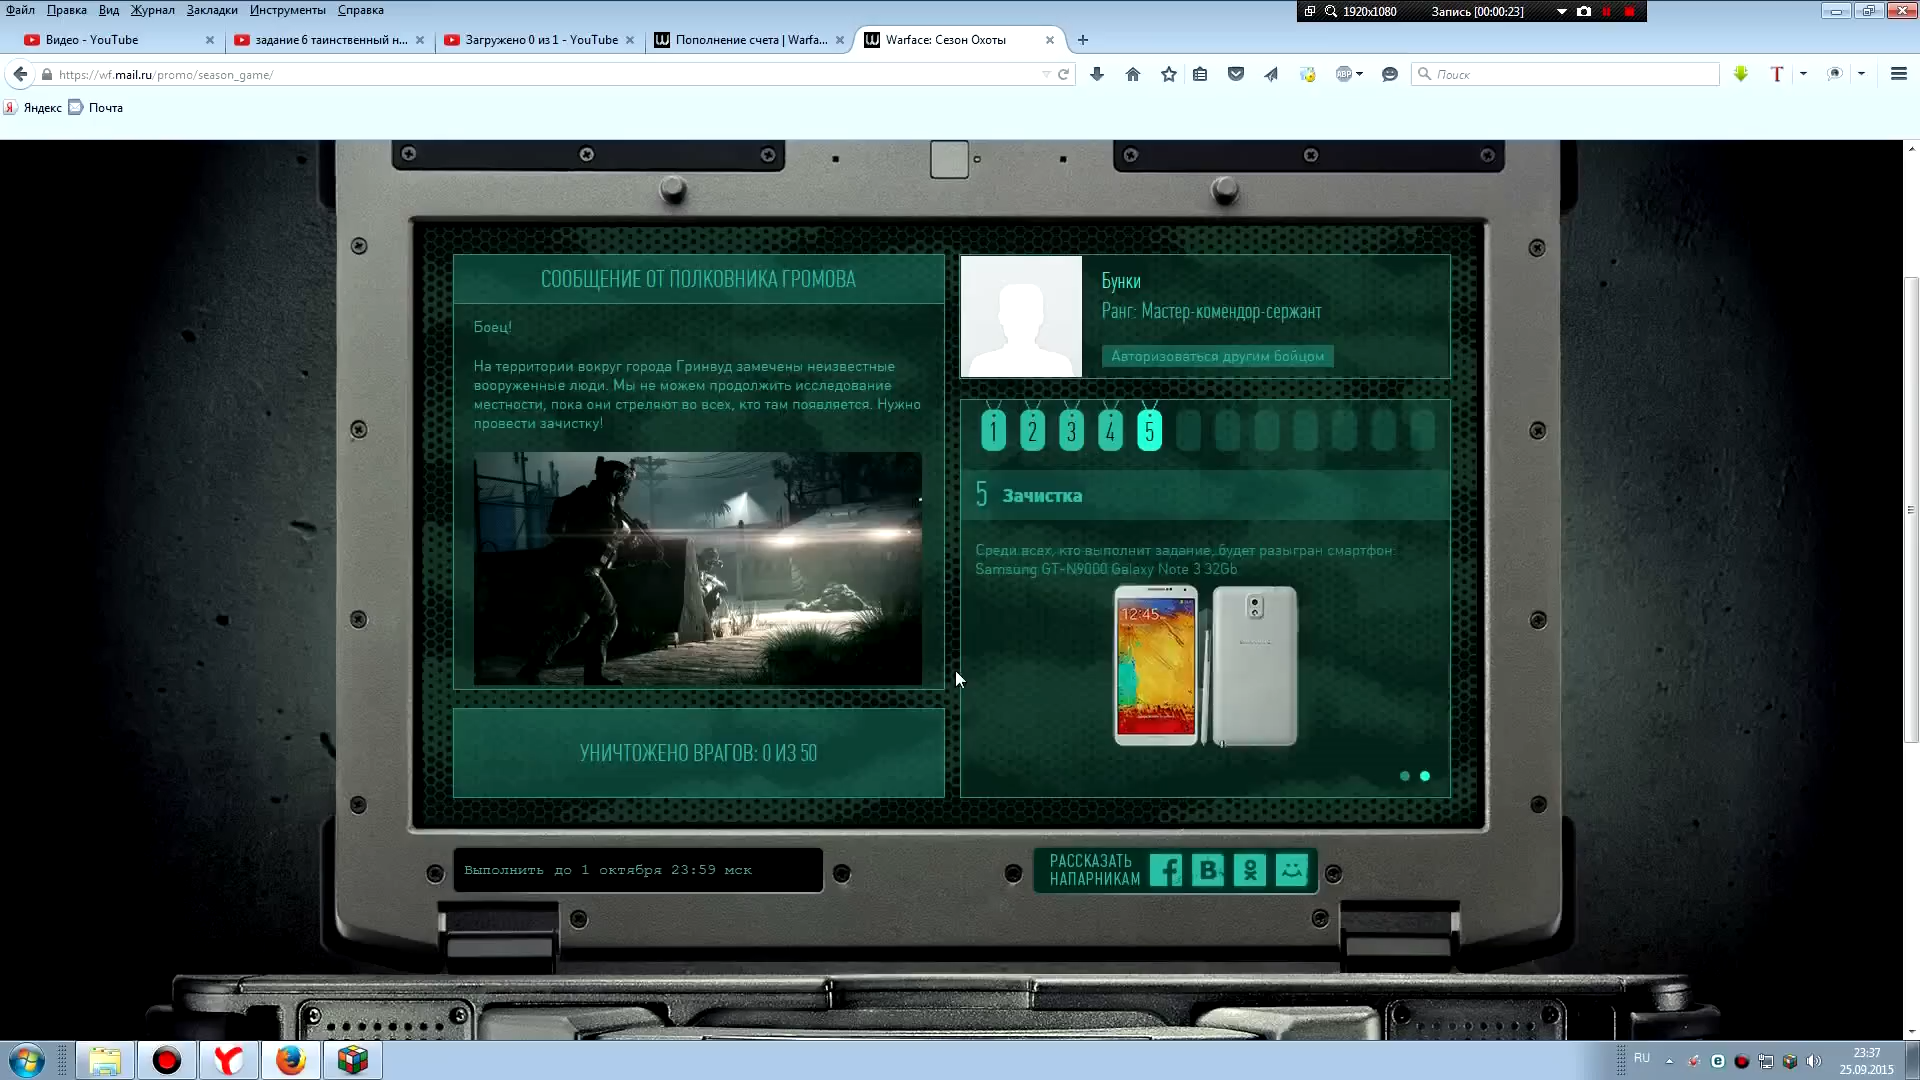 Файл Правка Вид Журнал Закладки Инструменты Справка
1920x1080 Запись [00:00:23]
Видео - YouTube
задание 6 таинственный н...
Загружено 0 из 1 - YouTube
Пополнение счета | Warfa...
Warface: Сезон Охоты
https://wf.mail.ru/promo/season_game/
ABP
Поиск
Яндекс Почта
СООБЩЕНИЕ ОТ ПОЛКОВНИКА ГРОМОВА
Боец!
На территории вокруг города Гринвуд замечены неизвестные
вооруженные люди. Мы не можем продолжить исследование
местности, пока они стреляют во всех, кто там появляется. Нужно
провести зачистку!
УНИЧТОЖЕНО ВРАГОВ: 0 ИЗ 50
Бунки
Ранг: Мастер-комендор-сержант
Авторизоваться другим бойцом
1 2 3 4 5
5 Зачистка
Среди всех, кто выполнит задание, будет разыгран смартфон:
Samsung GT-N9000 Galaxy Note 3 32Gb
12:45
Выполнить до 1 октября 23:59 мск
РАССКАЗАТЬ
НАПАРНИКАМ
RU
23:37
25.09.2015